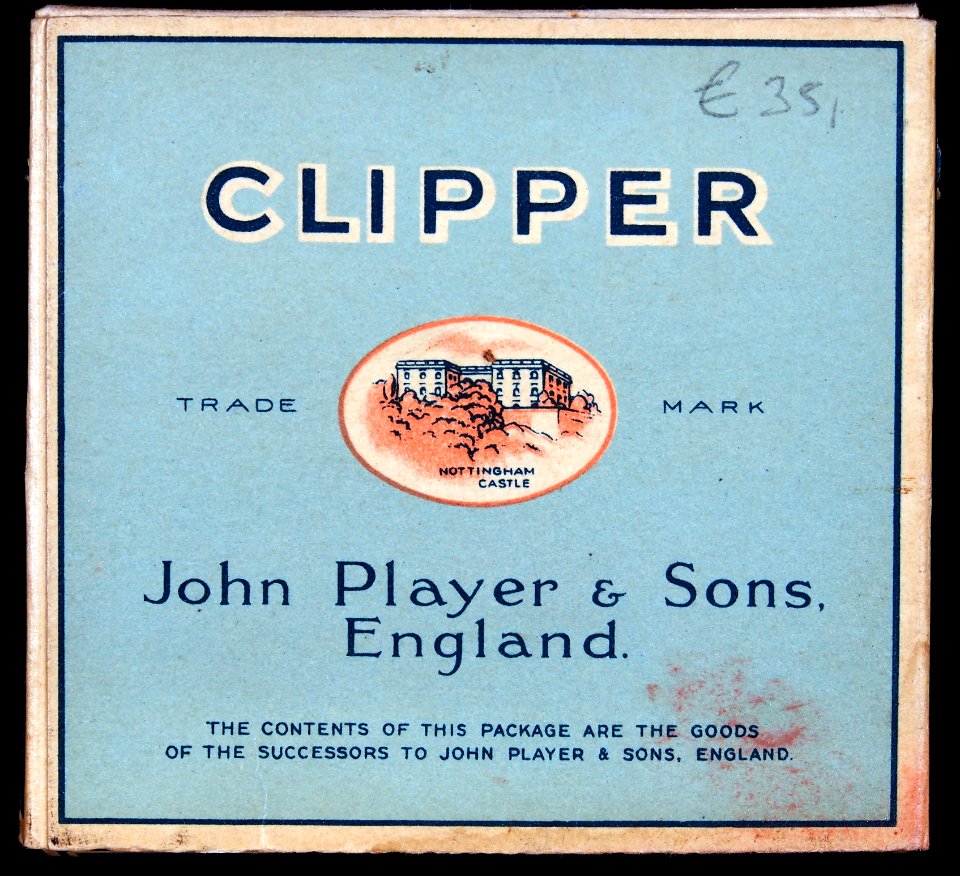 € 35,
CLIPPER
TRADE MARK
NOTTINGHAM
CASTLE
John Player & Sons,
England.
THE CONTENTS OF THIS PACKAGE ARE THE GOODS
OF THE SUCCESSORS TO JOHN PLAYER & SONS, ENGLAND.